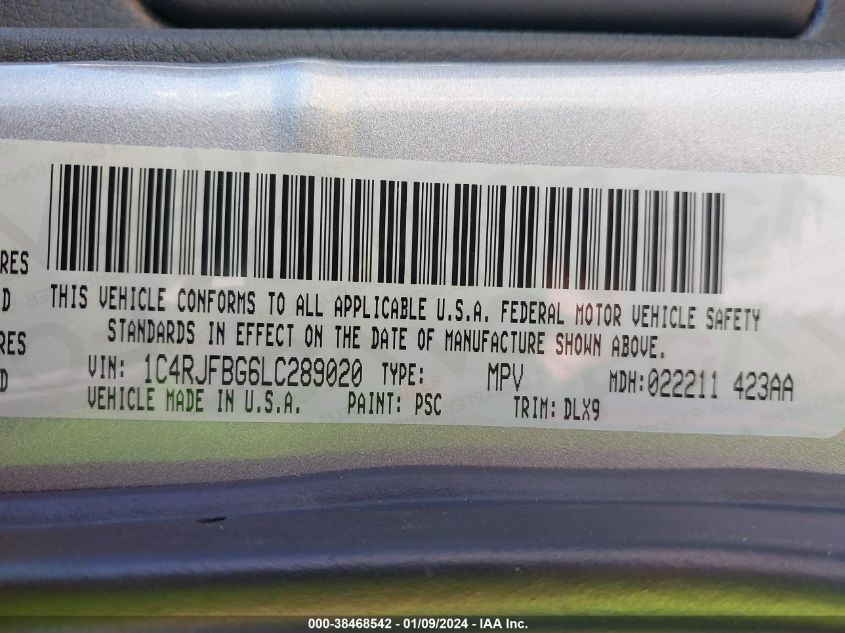 RES
D
RES
D
THIS VEHICLE CONFORMS TO ALL APPLICABLE U.S.A. FEDERAL MOTOR VEHICLE SAFETY
STANDARDS IN EFFECT ON THE DATE OF MANUFACTURE SHOWN ABOVE.
VIN: 1C4RJFBG6LC289020 TYPE: MPV MDH:022211 423AA
VEHICLE MADE IN U.S.A. PAINT: PSC TRIM: DLX9
000-38468542 - 01/09/2024 - IAA Inc.